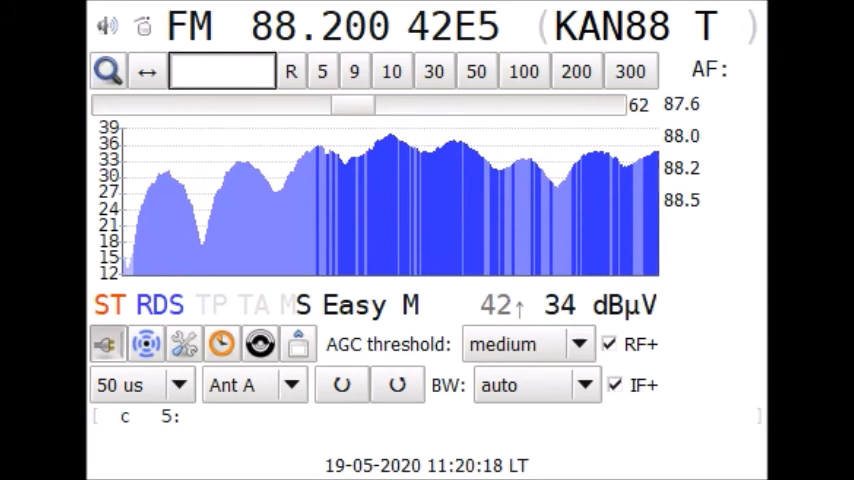 FM 88.200 42E5 (KAN88 T )
↔ R 5 9 10 30 50 100 200 300 AF:
62 87.6
88.0
88.2
88.5
39
36
33
30
27
24
21
18
15
12
ST RDS TP TA MS Easy M 42↑ 34 dBµV
AGC threshold: medium RF+
50 us Ant A BW: auto IF+
[ c 5: ]
19-05-2020 11:20:18 LT